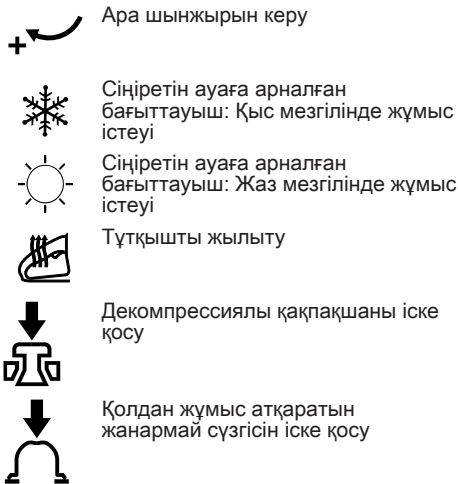 Ара шынжырын керу
+
Сіңіретін ауаға арналған
бағыттауыш: Қыс мезгілінде жұмыс
істеуі
Сіңіретін ауаға арналған
бағыттауыш: Жаз мезгілінде жұмыс
істеуі
Тұтқышты жылыту
Декомпрессиялы қақпақшаны іске
қосу
Қолдан жұмыс атқаратын
жанармай сүзгісін іске қосу